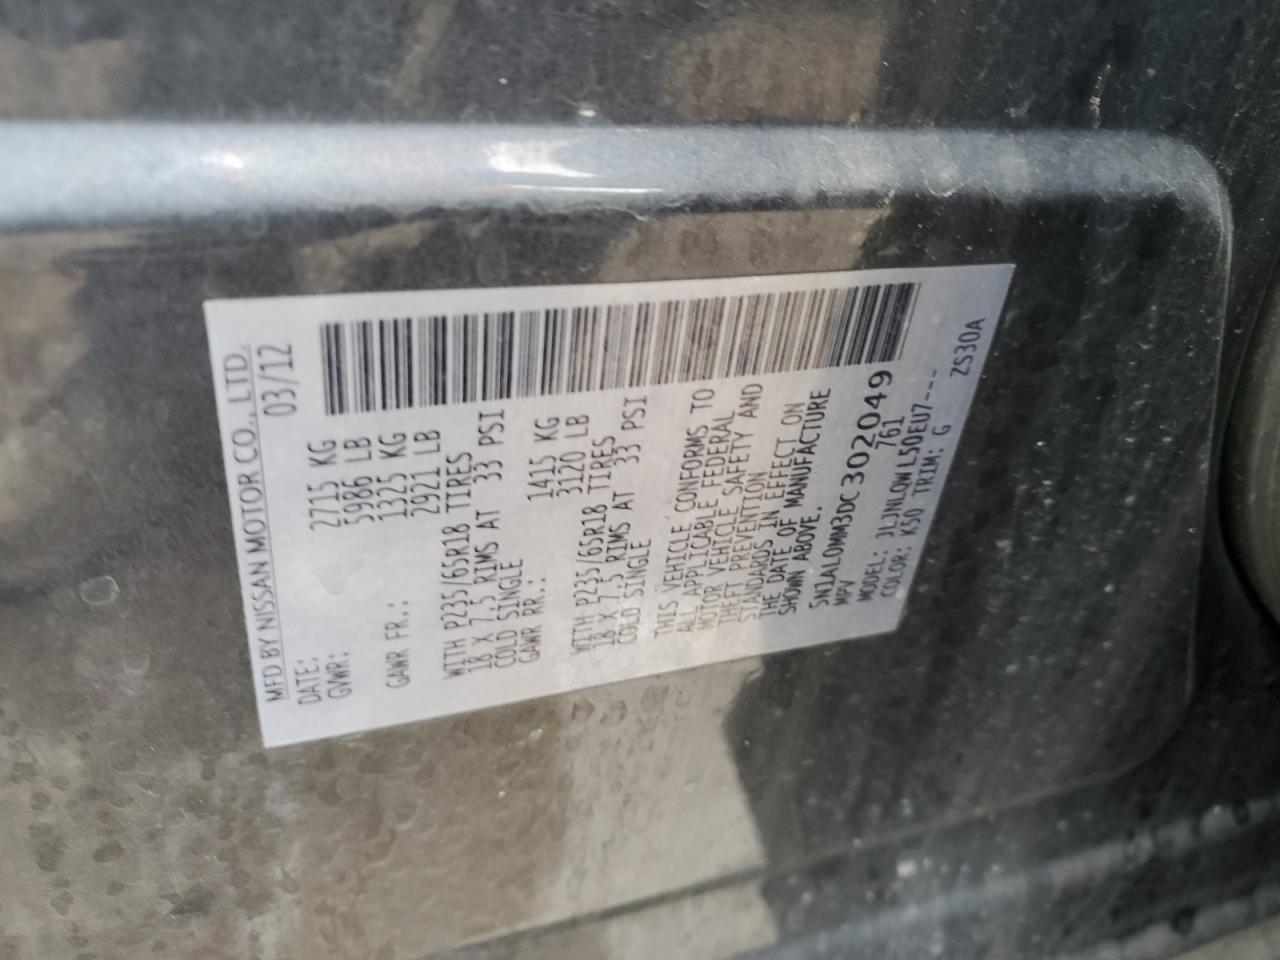 MFD BY NISSAN MOTOR CO., LTD.
DATE: 03/12
GVWR: 2715 KG
5986 LB
GAWR FR.: 1325 KG
2921 LB
WITH P235/65R18 TIRES
18 X 7.5 RIMS AT 33 PSI
COLD SINGLE
GAWR RR.: 1415 KG
3120 LB
WITH P235/65R18 TIRES
18 X 7.5 RIMS AT 33 PSI
COLD SINGLE
THIS VEHICLE CONFORMS TO
ALL APPLICABLE FEDERAL
MOTOR VEHICLE SAFETY AND
THEFT PREVENTION
STANDARDS IN EFFECT ON
THE DATE OF MANUFACTURE
SHOWN ABOVE.
5N1AL0MM3DC302049
MPV 761
MODEL: JLJNLQWL50EU7---
COLOR: K50 TRIM: G
ZS30A